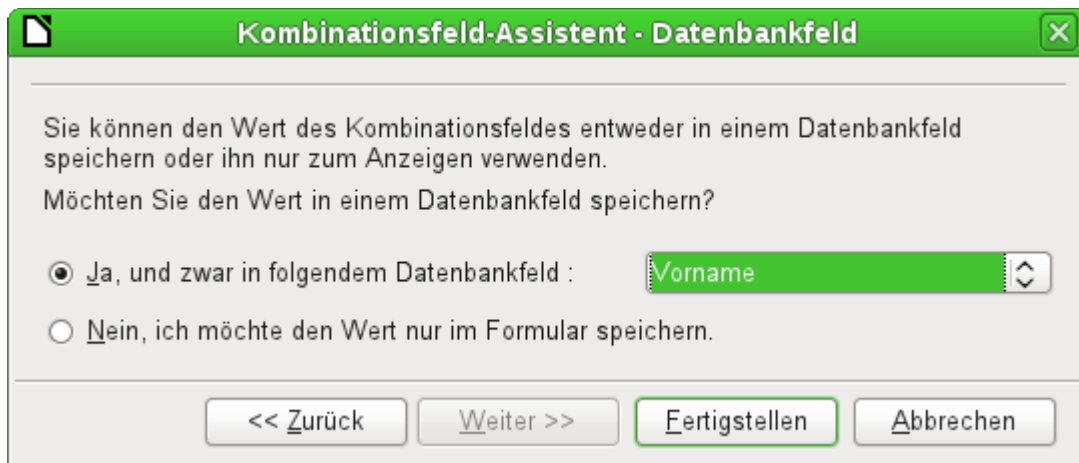 Kombinationsfeld-Assistent - Datenbankfeld
Sie können den Wert des Kombinationsfeldes entweder in einem Datenbankfeld
speichern oder ihn nur zum Anzeigen verwenden.
Möchten Sie den Wert in einem Datenbankfeld speichern?
Ja, und zwar in folgendem Datenbankfeld : Vorname
Nein, ich möchte den Wert nur im Formular speichern.
<< Zurück Weiter >> Fertigstellen Abbrechen